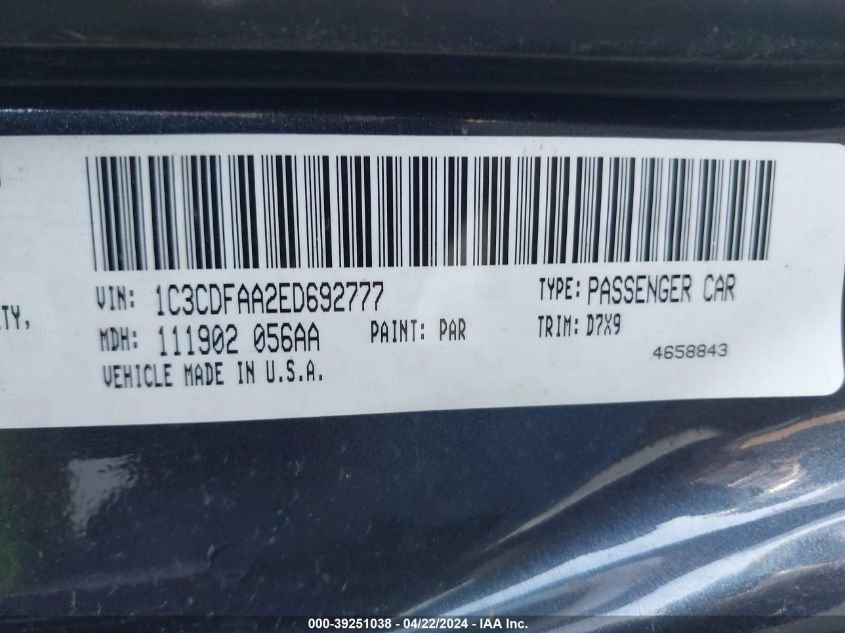 VIN: 1C3CDFAA2ED692777 TYPE: PASSENGER CAR
ITY,
MDH: 111902 056AA PAINT: PAR TRIM: D7X9
VEHICLE MADE IN U.S.A. 4658843
000-39251038 - 04/22/2024 - IAA Inc.